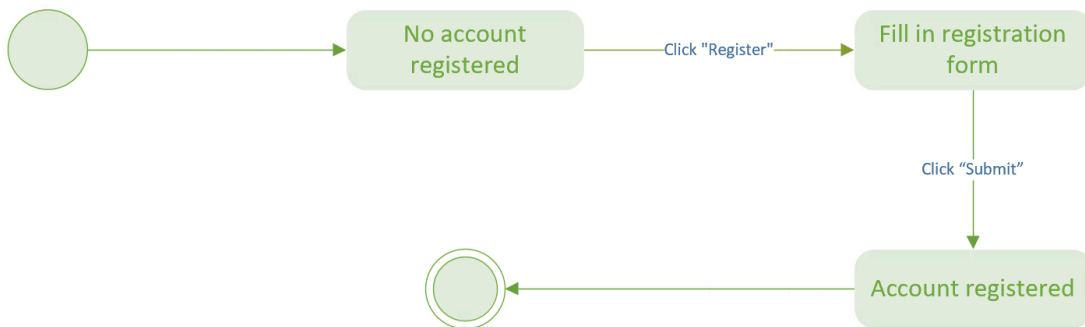 No account
registered
Click "Register"
Fill in registration
form
Click “Submit”
Account registered